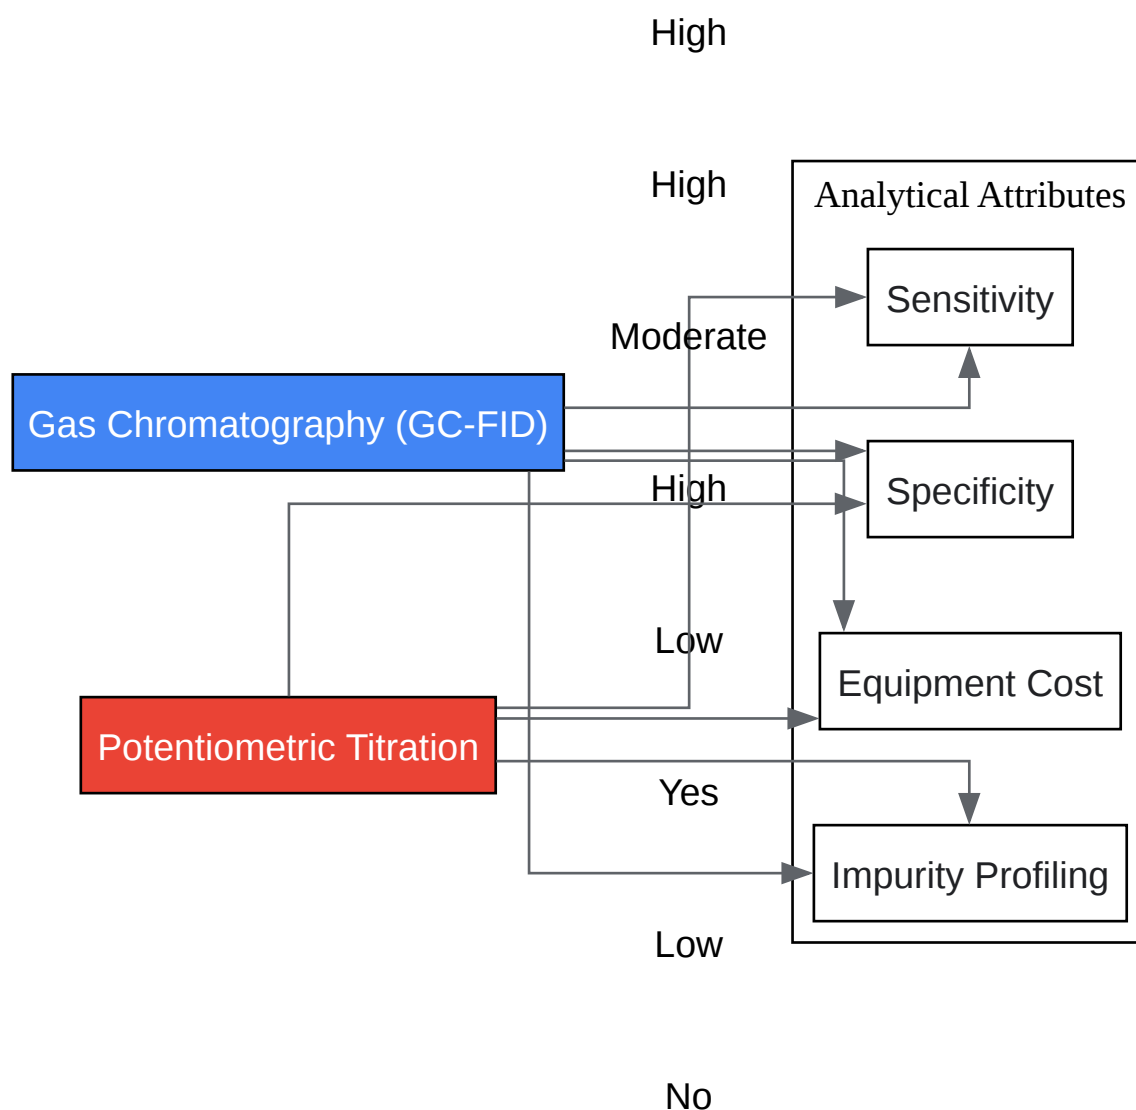 High
High
Analytical Attributes
Sensitivity
Moderate
Gas Chromatography (GC-FID)
High
Specificity
Low
Equipment Cost
Potentiometric Titration
Yes
Impurity Profiling
Low
No